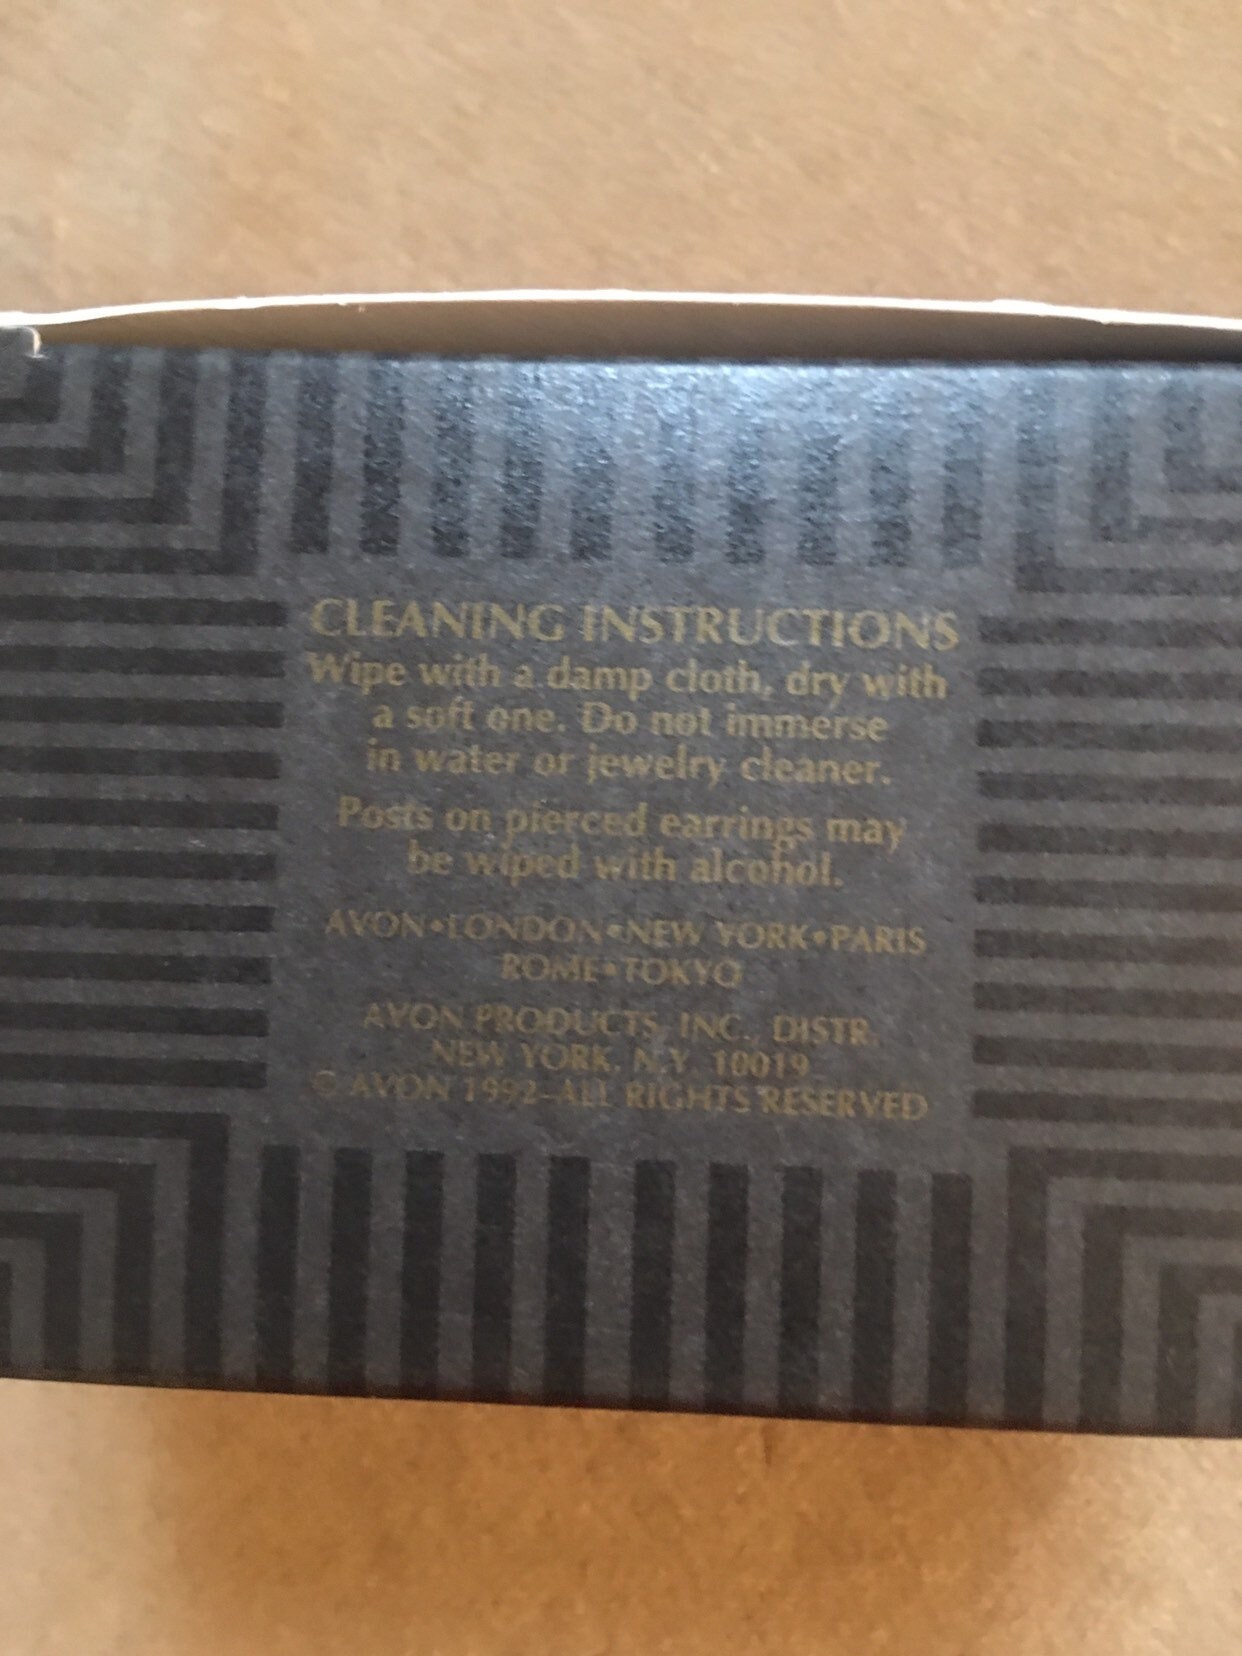 CLEANING INSTRUCTIONS
Wipe with a damp cloth, dry with
a soft one. Do not immerse
in water or jewelry cleaner.
Posts on pierced earrings may
be wiped with alcohol.
AVON•LONDON•NEW YORK•PARIS
ROME•TOKYO
AVON PRODUCTS, INC., DISTR.
NEW YORK, N.Y. 10019
© AVON 1992–ALL RIGHTS RESERVED